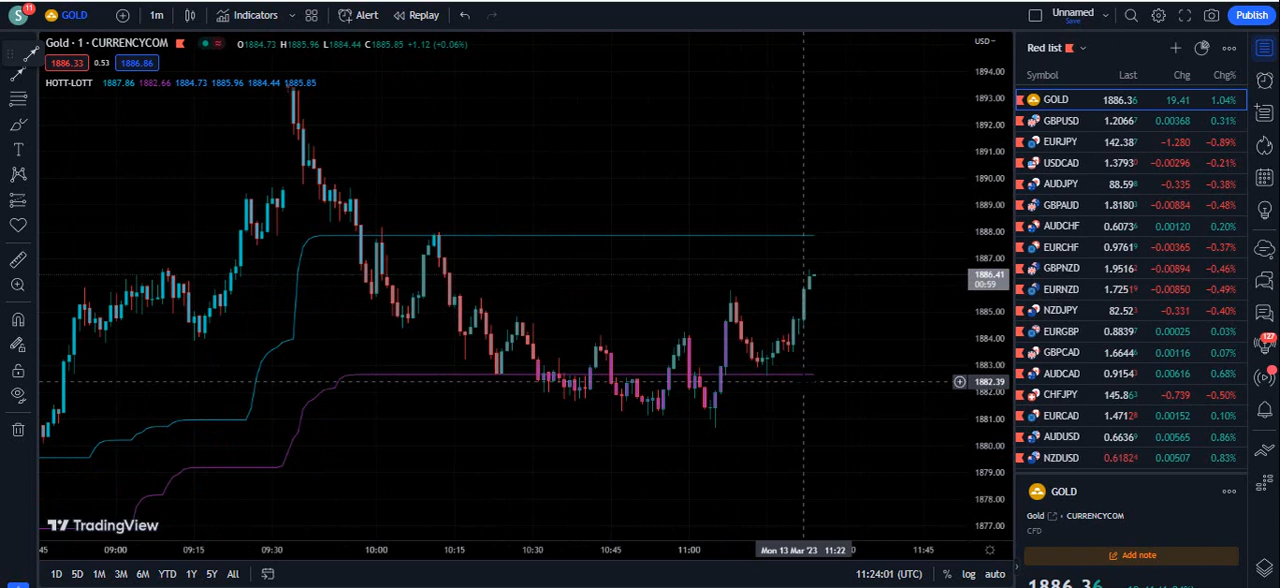 S 11 GOLD 1m Indicators Alert Replay Unnamed Save Publish
Gold · 1 · CURRENCYCOM O1884.73 H1885.96 L1884.44 C1885.85 +1.12 (+0.06%) USD
1886.33 0.53 1886.86
HOTT-LOTT 1887.86 1882.66 1884.73 1885.96 1884.44 1885.85
1894.00
1893.00
1892.00
1891.00
1890.00
1889.00
1888.00
1887.00
1886.41
00:59
1885.00
1884.00
1883.00
1882.39
1881.00
1880.00
1879.00
1878.00
1877.00
TradingView
45 09:00 09:15 09:30 10:00 10:15 10:30 10:45 11:00 Mon 13 Mar '23 11:22 0 11:45
1D 5D 1M 3M 6M YTD 1Y 5Y All 11:24:01 (UTC) % log auto
Red list
Symbol Last Chg Chg%
GOLD 1886.36 19.41 1.04%
GBPUSD 1.20667 0.00368 0.31%
EURJPY 142.387 −1.280 −0.89%
USDCAD 1.37930 −0.00296 −0.21%
AUDJPY 88.598 −0.335 −0.38%
GBPAUD 1.81803 −0.00884 −0.48%
AUDCHF 0.60736 0.00120 0.20%
EURCHF 0.97619 −0.00365 −0.37%
GBPNZD 1.95162 −0.00894 −0.46%
EURNZD 1.72519 −0.00850 −0.49%
NZDJPY 82.523 −0.331 −0.40%
EURGBP 0.88397 0.00025 0.03%
GBPCAD 1.66446 0.00116 0.07%
AUDCAD 0.91543 0.00616 0.68%
CHFJPY 145.863 −0.739 −0.50%
EURCAD 1.47128 0.00152 0.10%
AUDUSD 0.66369 0.00565 0.86%
NZDUSD 0.61824 0.00507 0.83%
127
GOLD
Gold · CURRENCYCOM
CFD
Add note
1886.36